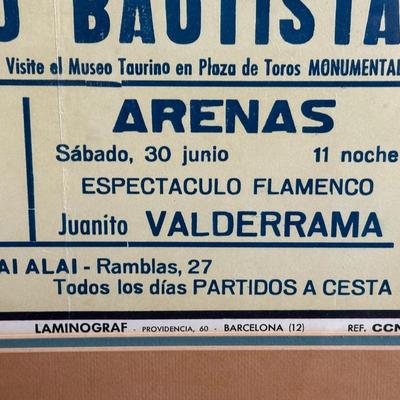 BAUTISTA
Visite el Museo Taurino en Plaza de Toros MONUMENTAL
ARENAS
Sábado, 30 junio 11 noche
ESPECTACULO FLAMENCO
Juanito VALDERRAMA
AI ALAI - Ramblas, 27
Todos los días PARTIDOS A CESTA
LAMINOGRAF - PROVIDENCIA, 60 - BARCELONA (12) REF. CCN